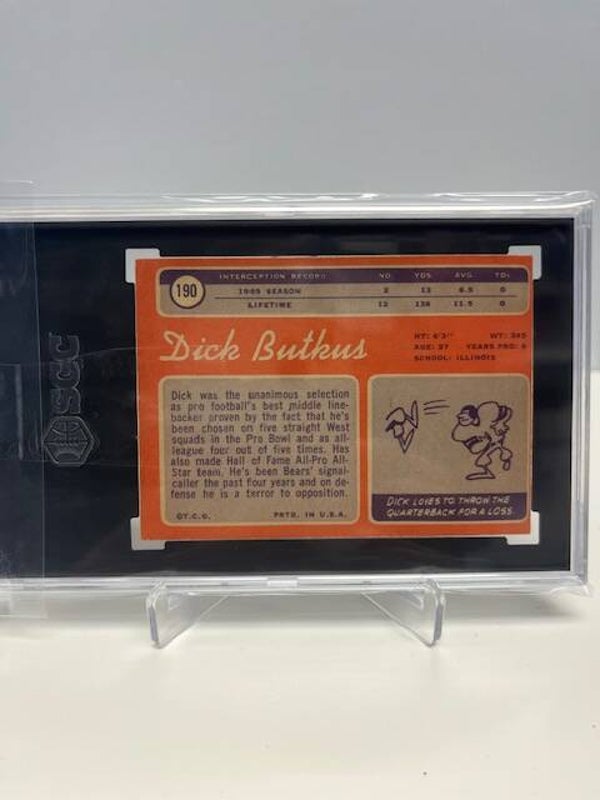 SGC
190
INTERCEPTION RECORD NO. YDS. AVG. TDs
1969 SEASON 2 13 6.5 0
LIFETIME 12 138 11.5 0
Dick Butkus
HT: 6'3" WT: 245
AGE: 27 YEARS PRO: 6
SCHOOL: ILLINOIS
Dick was the unanimous selection
as pro football's best middle line-
backer proven by the fact that he's
been chosen on five straight West
squads in the Pro Bowl and as all-
league four out of five times. Has
also made Hall of Fame All-Pro All-
Star team. He's been Bears' signal-
caller the past four years and on de-
fense he is a terror to opposition.
©T.C.G. PRTD. IN U.S.A.
DICK LOVES TO THROW THE
QUARTERBACK FOR A LOSS.